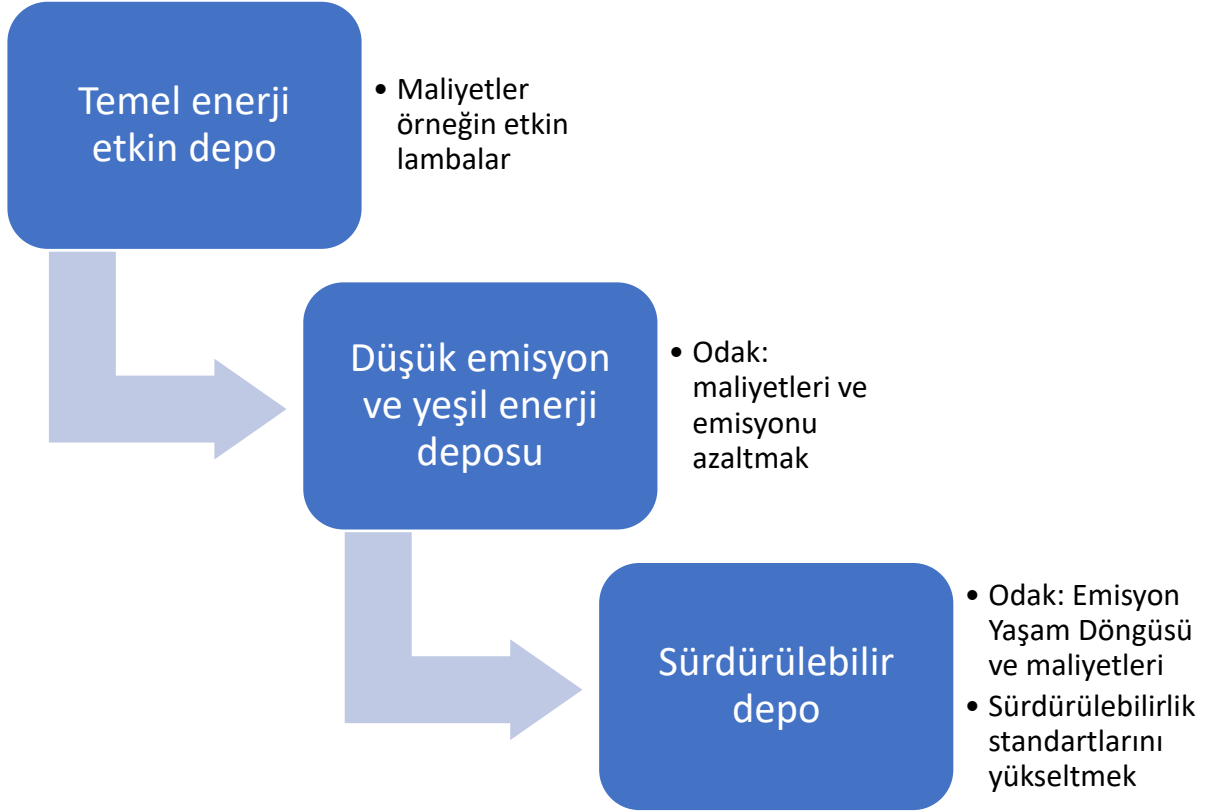 Temel enerji
etkin depo
• Maliyetler
örneğin etkin
lambalar
Düşük emisyon
ve yeşil enerji
deposu
• Odak:
maliyetleri ve
emisyonu
azaltmak
Sürdürülebilir
depo
• Odak: Emisyon
Yaşam Döngüsü
ve maliyetleri
• Sürdürülebilirlik
standartlarını
yükseltmek